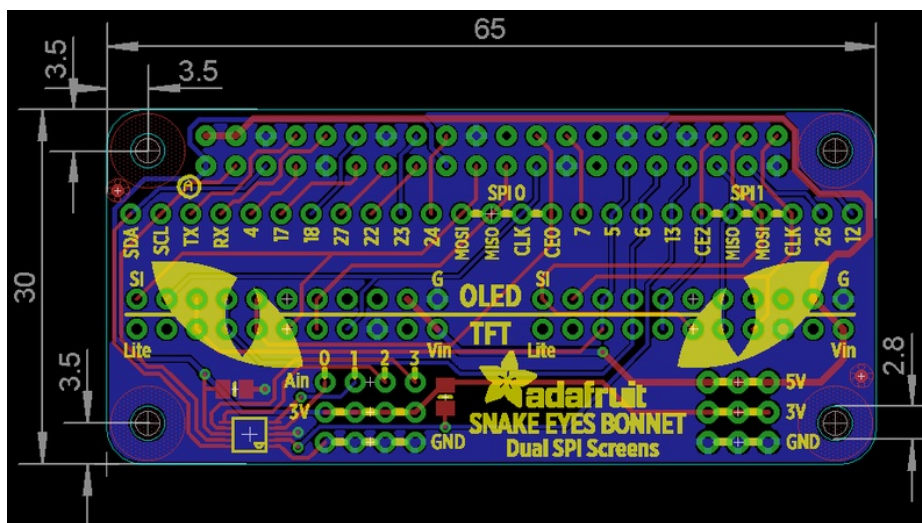 65
3.5
3.5
A
SPI0 SPI1
SDA SCL TX RX 4 17 18 27 22 23 24 MOSI MISO CLK CE0 7 5 6 13 CE2 MISO MOSI CLK 26 12
30
SI G SI G
OLED
TFT
Lite Vin Lite Vin
3.5
2.8
0 1 2 3
Ain 5V
adafruit
3V 3V
SNAKE EYES BONNET
GND GND
Dual SPI Screens